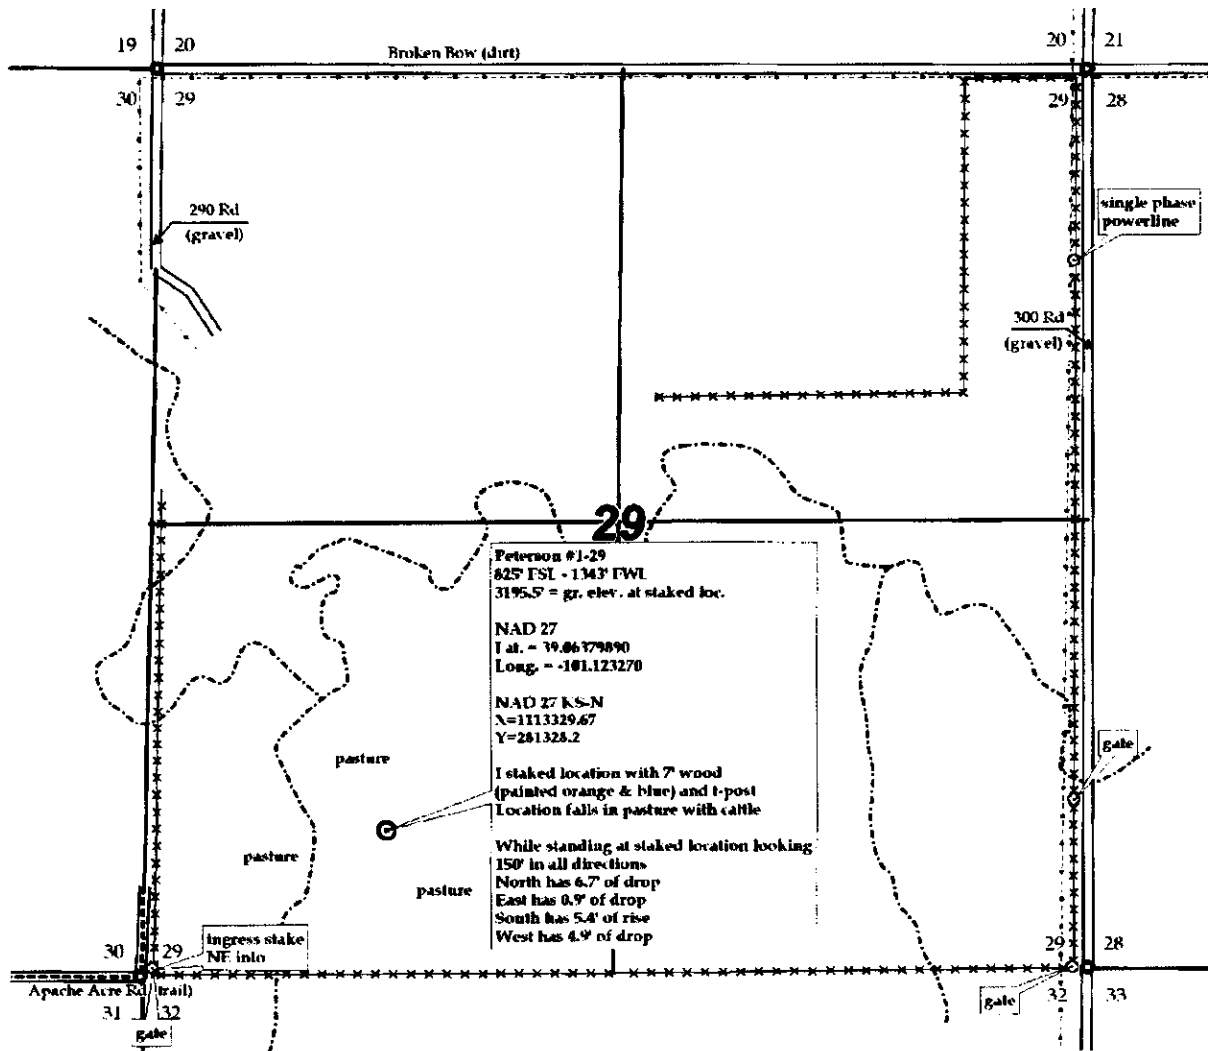 19
20
Broken Bow (dirt)
20
21
30
29
29
28
290 Rd
(gravel)
single phase
powerline
300 Rd
(gravel)
29
Peterson #1-29
825' FSL - 1343' FWL
3195.5' = gr. elev. at staked loc.
NAD 27
Lat. = 39.06379890
Long. = -101.123270
NAD 27 KS-N
X=1113329.67
Y=281328.2
I staked location with 7' wood
(painted orange & blue) and t-post
Location falls in pasture with cattle
While standing at staked location looking
150' in all directions
North has 6.7' of drop
East has 0.9' of drop
South has 5.4' of rise
West has 4.9' of drop
pasture
pasture
pasture
gate
30
29
ingress stake
NE into
29
28
Apache Acre Rd (trail)
31
32
gate
gate
32
33